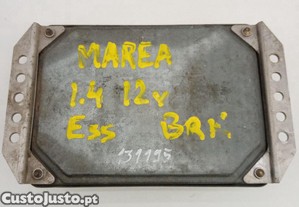 MAREA
1.4 12v
Ess BRK.
131195
CustoJusto.pt